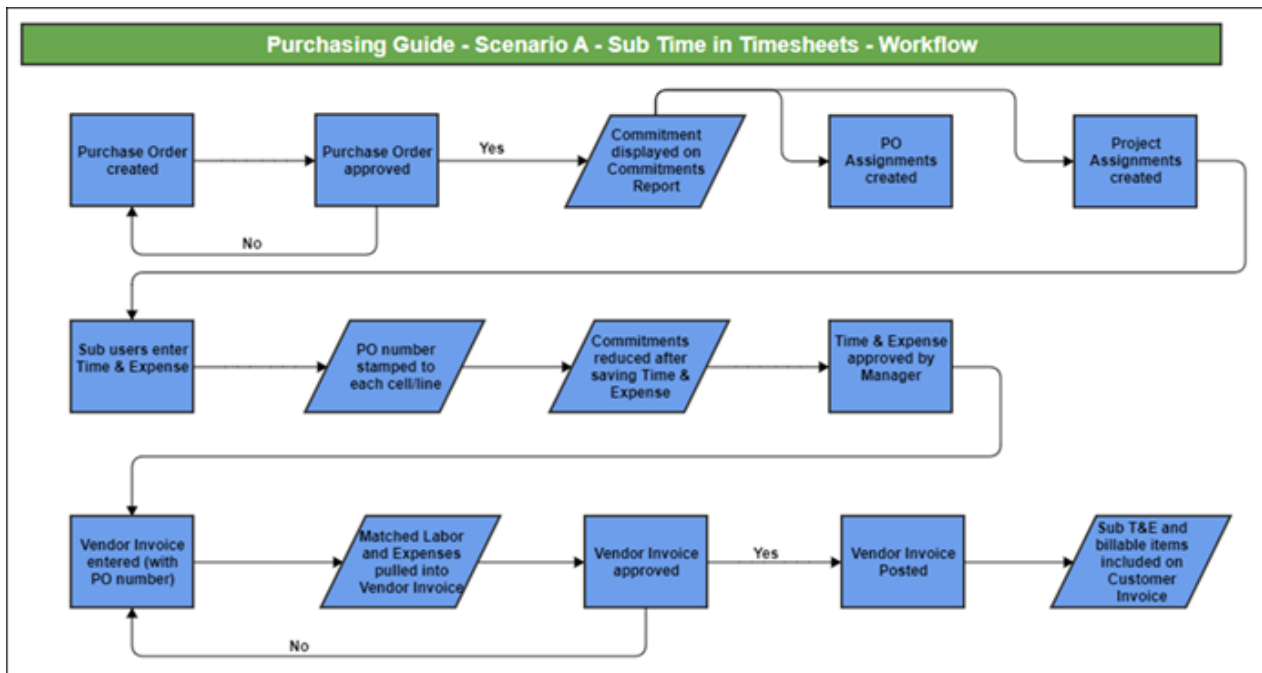 Purchasing Guide - Scenario A - Sub Time in Timesheets - Workflow
Purchase Order
created
Purchase Order
approved
Yes
Commitment
displayed on
Commitments
Report
PO
Assignments
created
Project
Assignments
created
No
Sub users enter
Time & Expense
PO number
stamped to
each cell/line
Commitments
reduced after
saving Time &
Expense
Time & Expense
approved by
Manager
Vendor Invoice
entered (with
PO number)
Matched Labor
and Expenses
pulled into
Vendor Invoice
Vendor Invoice
approved
Yes
Vendor Invoice
Posted
Sub T&E and
billable items
included on
Customer
Invoice
No